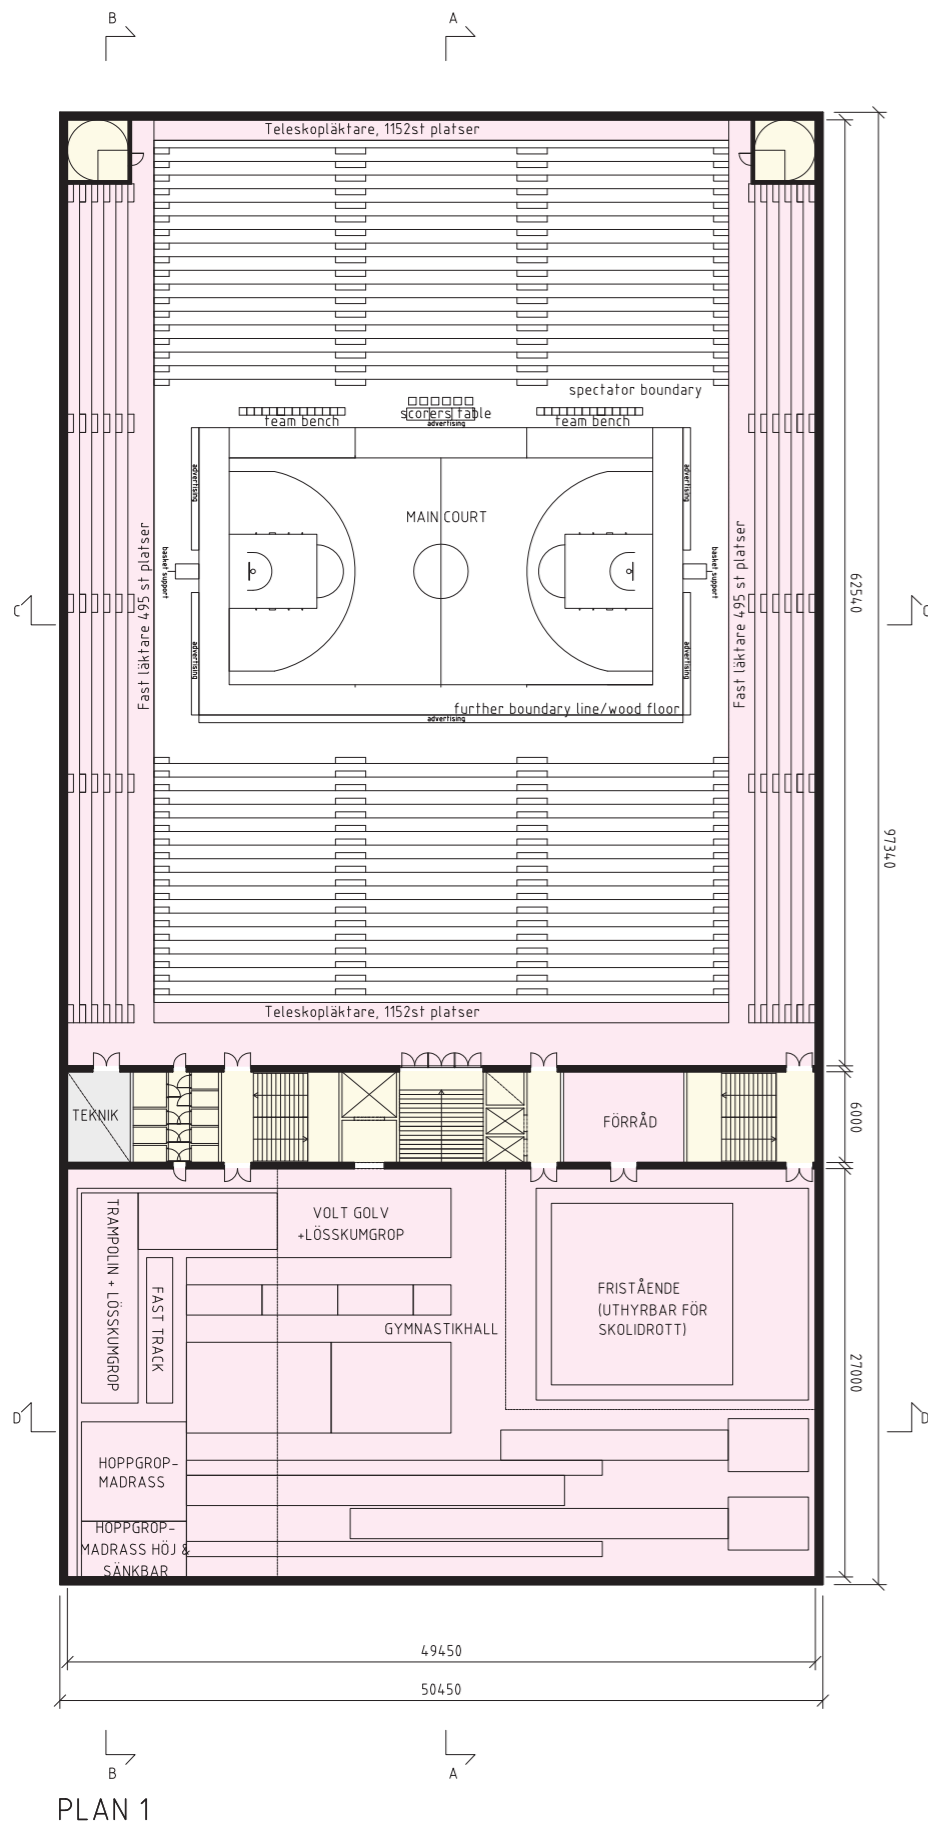 B
A
Teleskopläktare, 1152st platser
spectator boundary
scorers table
team bench
advertising
team bench
advertising
advertising
MAIN COURT
basket support
basket support
Fast läktare 495 st platser
Fast läktare 495 st platser
62540
C
C
advertising
advertising
further boundary line/wood floor
advertising
97340
Teleskopläktare, 1152st platser
TEKNIK
FÖRRÅD
6000
TRAMPOLIN + LÖSSKUMGROP
VOLT GOLV
+LÖSSKUMGROP
FAST TRACK
FRISTÅENDE
(UTHYRBAR FÖR
SKOLIDROTT)
GYMNASTIKHALL
27000
D
D
HOPPGROP-
MADRASS
HOPPGROP-
MADRASS HÖJ &
SÄNKBAR
49450
50450
B
A
PLAN 1